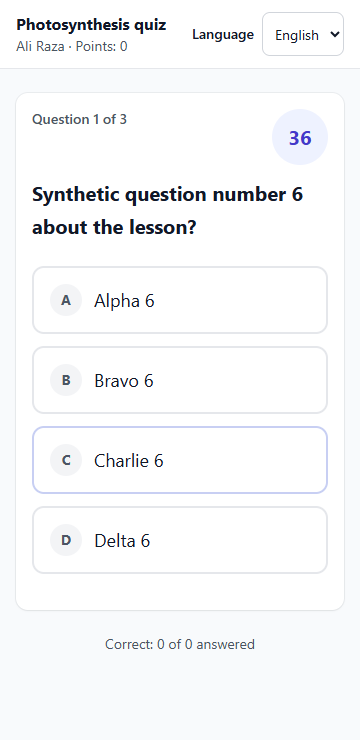 Photosynthesis quiz
Ali Raza · Points: 0
Language
English
Question 1 of 3
36
Synthetic question number 6
about the lesson?
A
Alpha 6
B
Bravo 6
C
Charlie 6
D
Delta 6
Correct: 0 of 0 answered